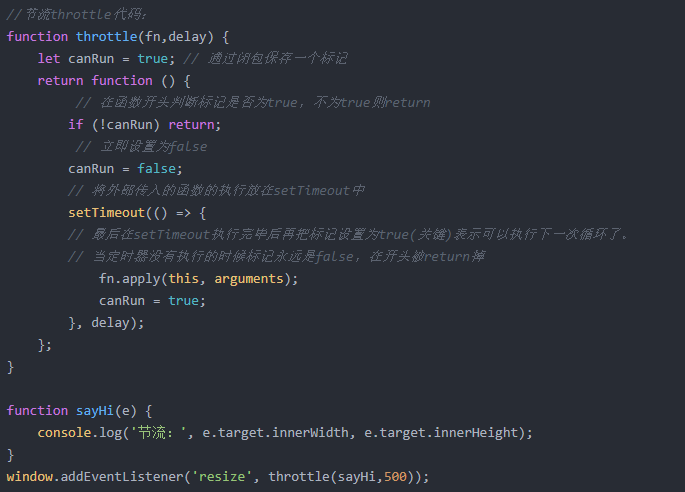 //节流throttle代码：
function throttle(fn,delay) {
    let canRun = true; // 通过闭包保存一个标记
    return function () {
         // 在函数开头判断标记是否为true，不为true则return
        if (!canRun) return;
         // 立即设置为false
        canRun = false;
        // 将外部传入的函数的执行放在setTimeout中
        setTimeout(() => {
        // 最后在setTimeout执行完毕后再把标记设置为true(关键)表示可以执行下一次循环了。
        // 当定时器没有执行的时候标记永远是false，在开头被return掉
            fn.apply(this, arguments);
            canRun = true;
        }, delay);
    };
}

function sayHi(e) {
    console.log('节流：', e.target.innerWidth, e.target.innerHeight);
}
window.addEventListener('resize', throttle(sayHi,500));